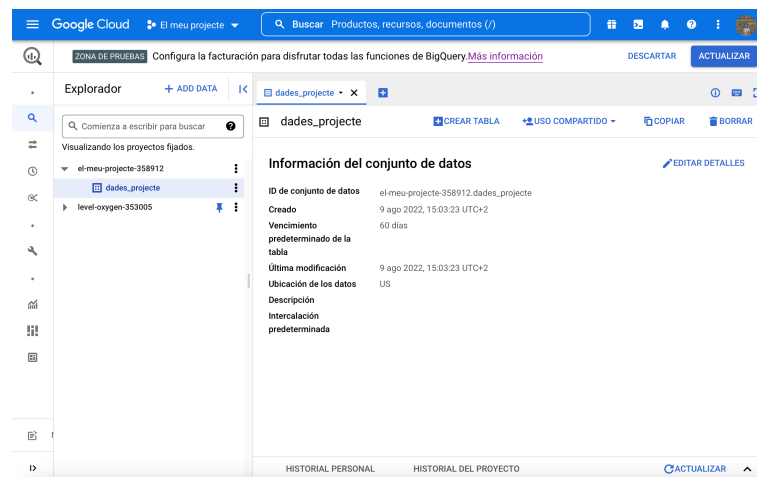 Google Cloud El meu projecte Buscar Productos, recursos, documentos (/)
ZONA DE PRUEBAS Configura la facturación para disfrutar todas las funciones de BigQuery. Más información DESCARTAR ACTUALIZAR
Explorador + ADD DATA
dades_projecte
Comienza a escribir para buscar
Visualizando los proyectos fijados.
el-meu-projecte-358912
dades_projecte
level-oxygen-353005
dades_projecte CREAR TABLA USO COMPARTIDO COPIAR BORRAR
Información del conjunto de datos EDITAR DETALLES
ID de conjunto de datos el-meu-projecte-358912.dades_projecte
Creado 9 ago 2022, 15:03:23 UTC+2
Vencimiento predeterminado de la tabla 60 días
Última modificación 9 ago 2022, 15:03:23 UTC+2
Ubicación de los datos US
Descripción
Intercalación
predeterminada
HISTORIAL PERSONAL HISTORIAL DEL PROYECTO ACTUALIZAR